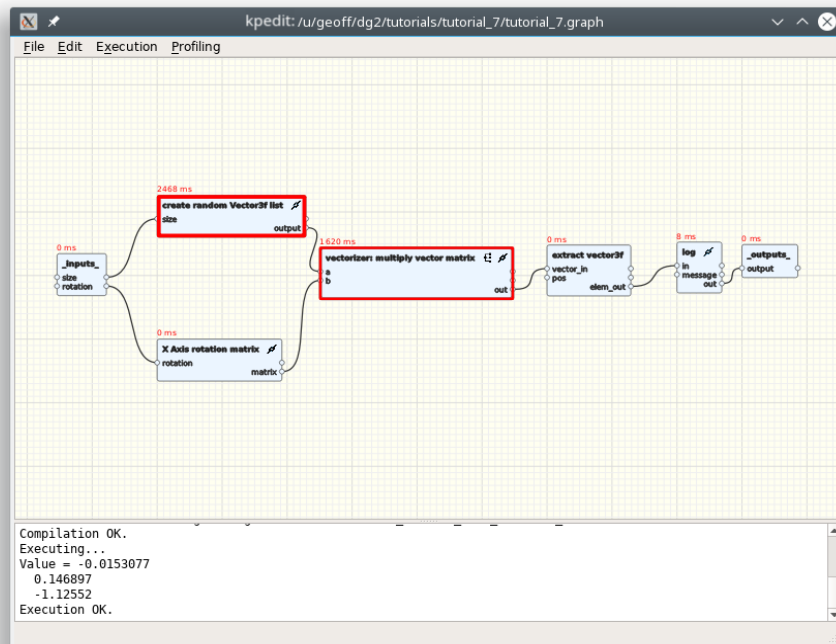 kpedit: /u/geoff/dg2/tutorials/tutorial_7/tutorial_7.graph
File Edit Execution Profiling
2468 ms
create random Vector3f list
size
output
0 ms
_inputs_
size
rotation
0 ms
X Axis rotation matrix
rotation
matrix
1620 ms
vectorizer: multiply vector matrix
a
b
out
0 ms
extract vector3f
vector_in
pos
elem_out
8 ms
log
in
message
out
0 ms
_outputs_
output
Compilation OK.
Executing...
Value = -0.0153077
0.146897
-1.12552
Execution OK.